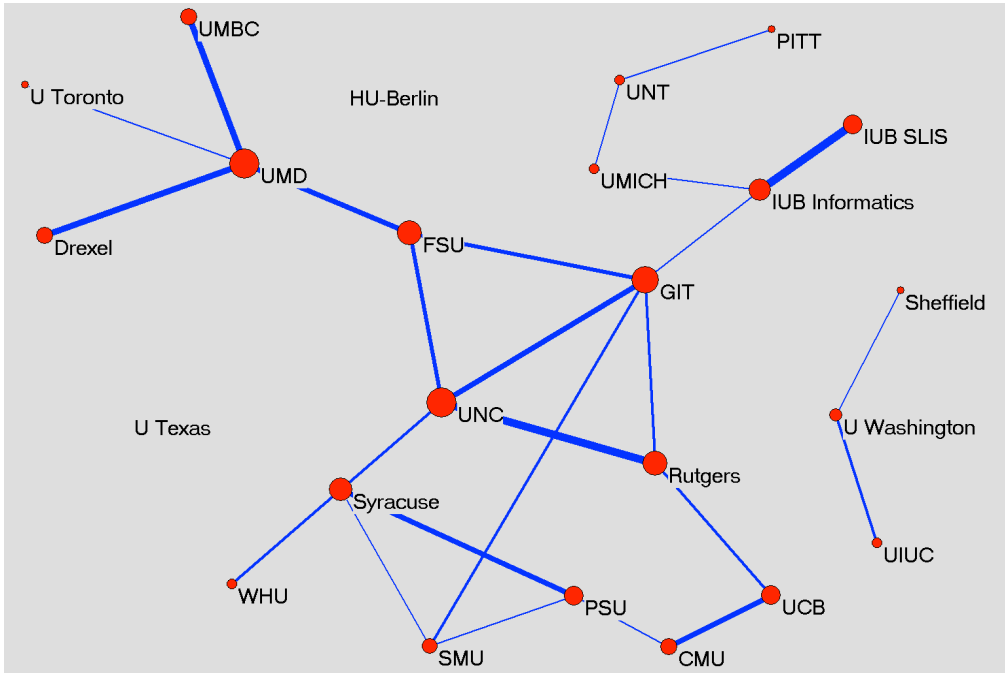 UMBC
PITT
U Toronto
HU-Berlin
UNT
IUB SLIS
UMD
UMICH
IUB Informatics
Drexel
FSU
GIT
Sheffield
UNC
U Texas
U Washington
Rutgers
Syracuse
UIUC
WHU
PSU
UCB
SMU
CMU